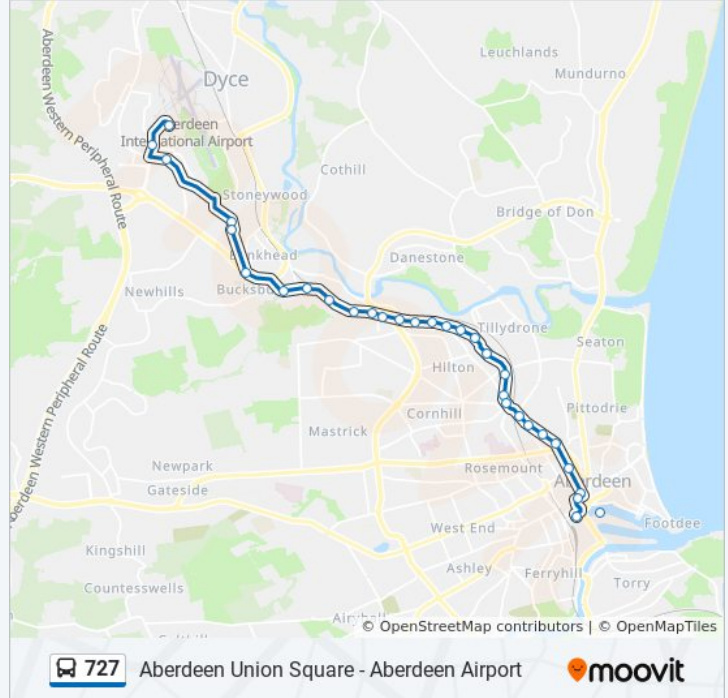 Leuchlands
Mundurno
Dyce
Aberdeen Western Peripheral Route
Aberdeen
International Airport
Cothill
Stoneywood
Bridge of Don
Bankhead
Danestone
Newhills
Bucksburn
Tillydrone
Seaton
Aberdeen Western Peripheral Route
Hilton
Cornhill
Pittodrie
Mastrick
Newpark
Rosemount
Aberdeen
Gateside
West End
Footdee
Kingshill
Ashley
Ferryhill
Torry
Countesswells
© OpenStreetMap contributors | © OpenMapTiles
727 Aberdeen Union Square - Aberdeen Airport
moovit